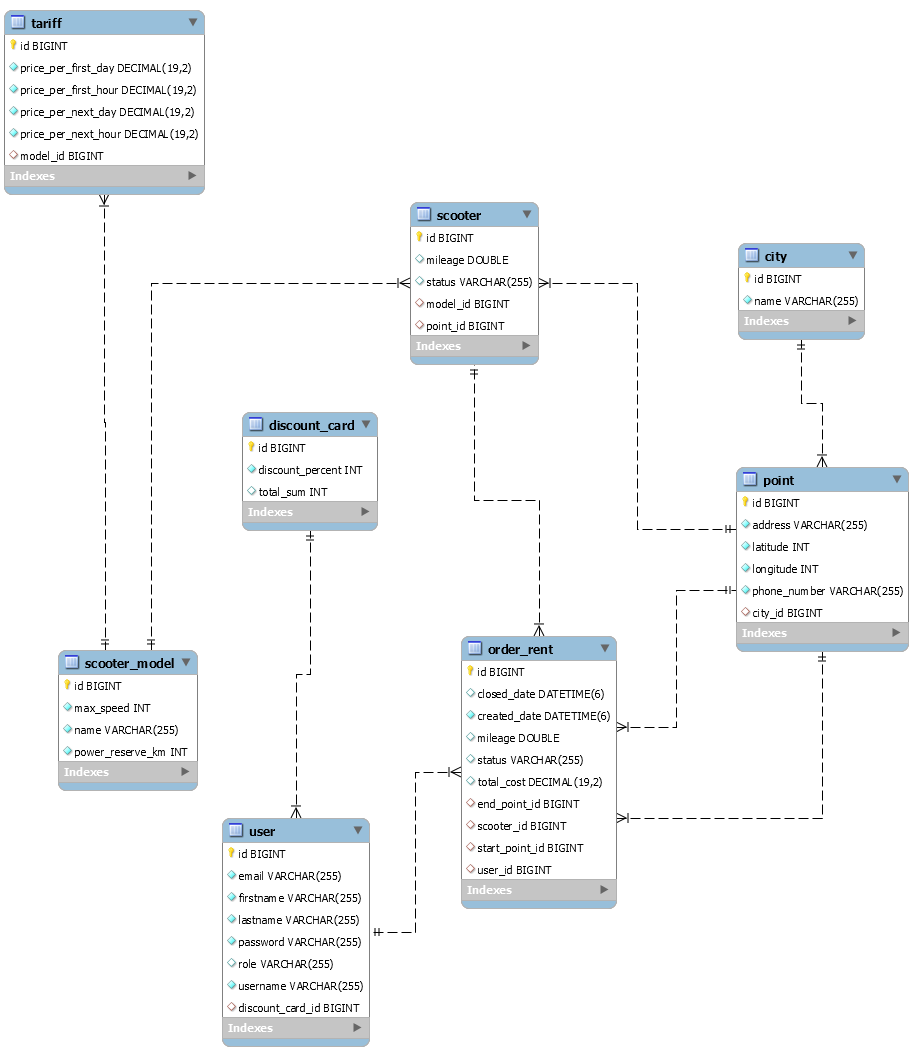 tariff
id BIGINT
price_per_first_day DECIMAL(19,2)
price_per_first_hour DECIMAL(19,2)
price_per_next_day DECIMAL(19,2)
price_per_next_hour DECIMAL(19,2)
model_id BIGINT
Indexes
scooter
id BIGINT
mileage DOUBLE
status VARCHAR(255)
model_id BIGINT
point_id BIGINT
Indexes
city
id BIGINT
name VARCHAR(255)
Indexes
discount_card
id BIGINT
discount_percent INT
total_sum INT
Indexes
point
id BIGINT
address VARCHAR(255)
latitude INT
longitude INT
phone_number VARCHAR(255)
city_id BIGINT
Indexes
scooter_model
id BIGINT
max_speed INT
name VARCHAR(255)
power_reserve_km INT
Indexes
order_rent
id BIGINT
closed_date DATETIME(6)
created_date DATETIME(6)
mileage DOUBLE
status VARCHAR(255)
total_cost DECIMAL(19,2)
end_point_id BIGINT
scooter_id BIGINT
start_point_id BIGINT
user_id BIGINT
Indexes
user
id BIGINT
email VARCHAR(255)
firstname VARCHAR(255)
lastname VARCHAR(255)
password VARCHAR(255)
role VARCHAR(255)
username VARCHAR(255)
discount_card_id BIGINT
Indexes